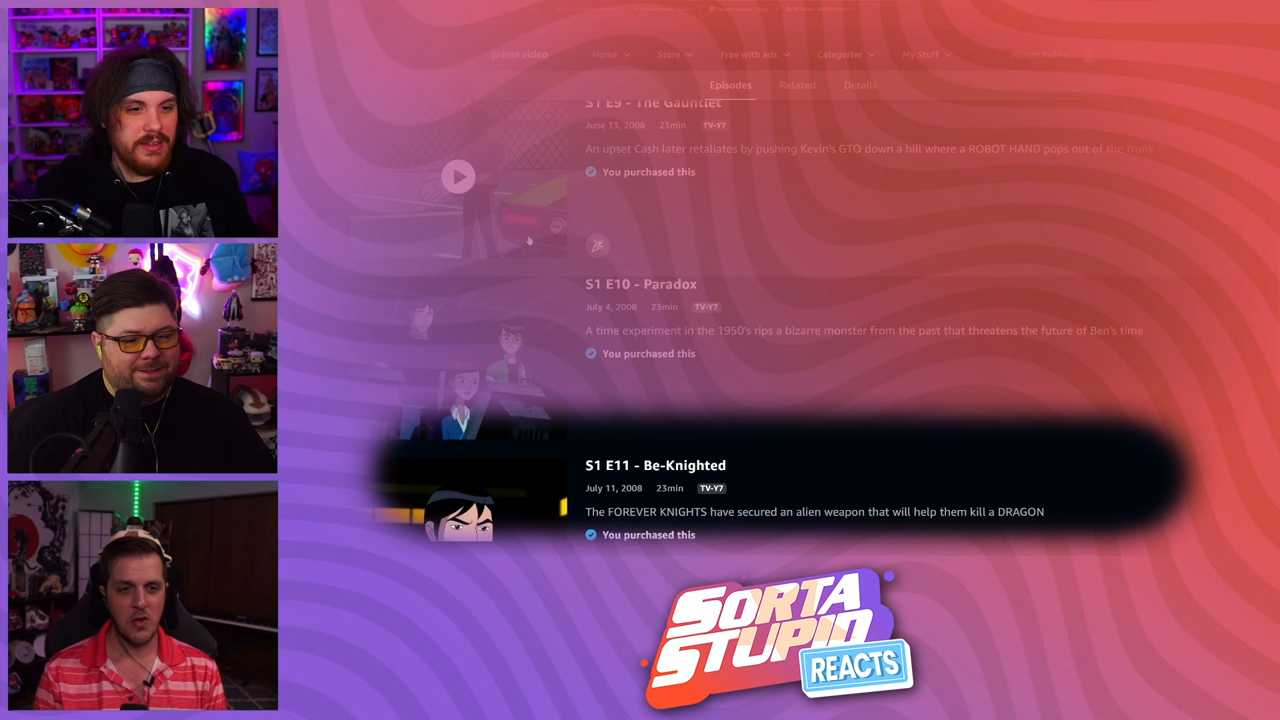 prime video
Home
Store
Free with ads
Categories
My Stuff
Episodes
Related
Details
S1 E9 - The Gauntlet
June 13, 2008 23min TV-Y7
An upset Cash later retaliates by pushing Kevin's GTO down a hill where a ROBOT HAND pops out of the trunk
You purchased this
S1 E10 - Paradox
July 4, 2008 23min TV-Y7
A time experiment in the 1950's rips a bizarre monster from the past that threatens the future of Ben's time
You purchased this
S1 E11 - Be-Knighted
July 11, 2008 23min TV-Y7
The FOREVER KNIGHTS have secured an alien weapon that will help them kill a DRAGON
You purchased this
SORTA
STUPID
REACTS